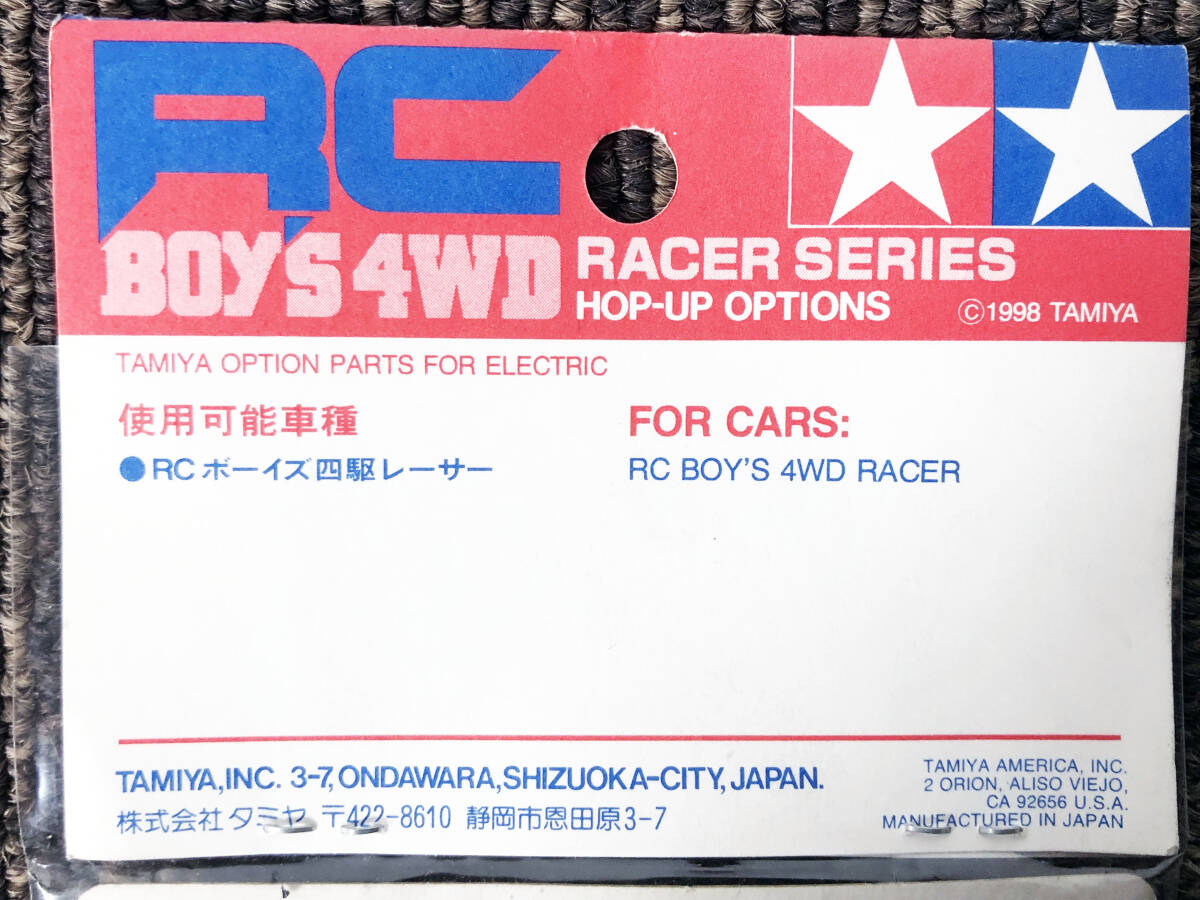 RC
BOY'S 4WD RACER SERIES
HOP-UP OPTIONS
©1998 TAMIYA
TAMIYA OPTION PARTS FOR ELECTRIC
使用可能車種
●RCボーイズ四駆レーサー
FOR CARS:
RC BOY'S 4WD RACER
TAMIYA,INC. 3-7,ONDAWARA,SHIZUOKA-CITY,JAPAN.
株式会社タミヤ 〒422-8610 静岡市恩田原3-7
TAMIYA AMERICA, INC.
2 ORION, ALISO VIEJO,
CA 92656 U.S.A.
MANUFACTURED IN JAPAN